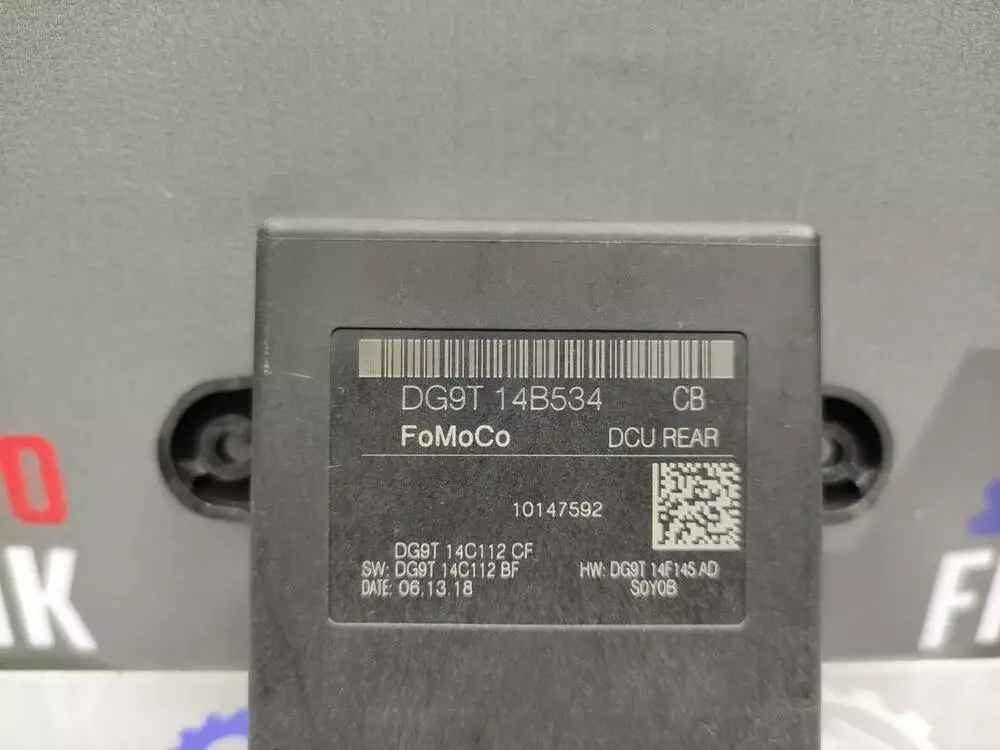 DG9T 14B534 CB
FoMoCo DCU REAR
10147592
DG9T 14C112 CF
SW: DG9T 14C112 BF HW: DG9T 14F145 AD
DATE: 06.13.18 S0Y0B
AK